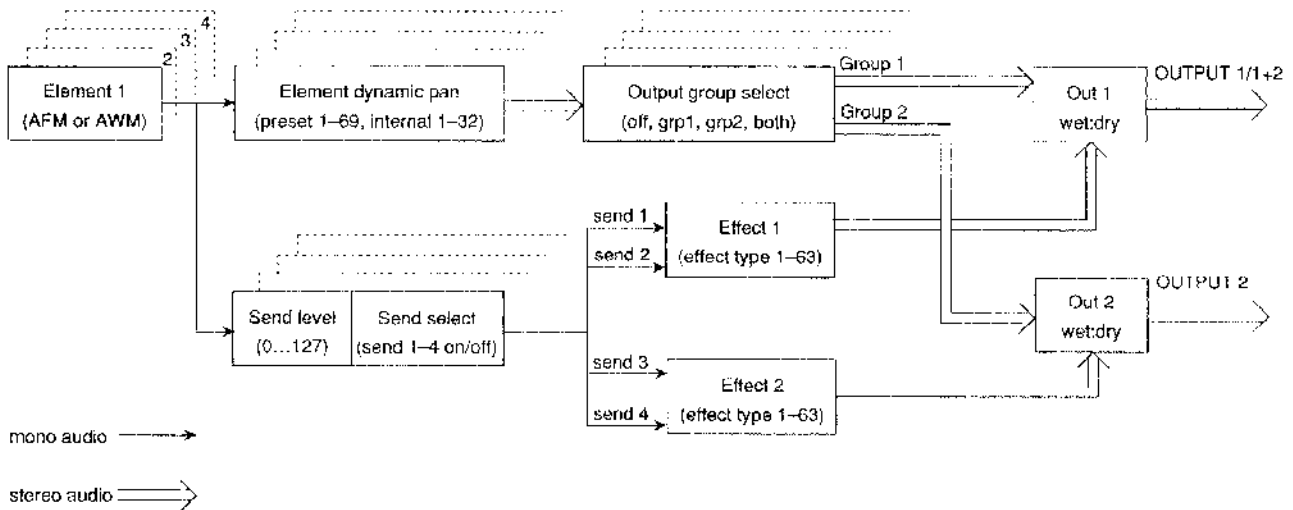 4
3
2
Element 1
(AFM or AWM)
Element dynamic pan
(preset 1–69, internal 1–32)
Output group select
(off, grp1, grp2, both)
Group 1
Group 2
Out 1
wet:dry
OUTPUT 1/1+2
send 1
send 2
Effect 1
(effect type 1–63)
Send level
(0...127)
Send select
(send 1–4 on/off)
OUTPUT 2
Out 2
wet:dry
send 3
send 4
Effect 2
(effect type 1–63)
mono audio
stereo audio